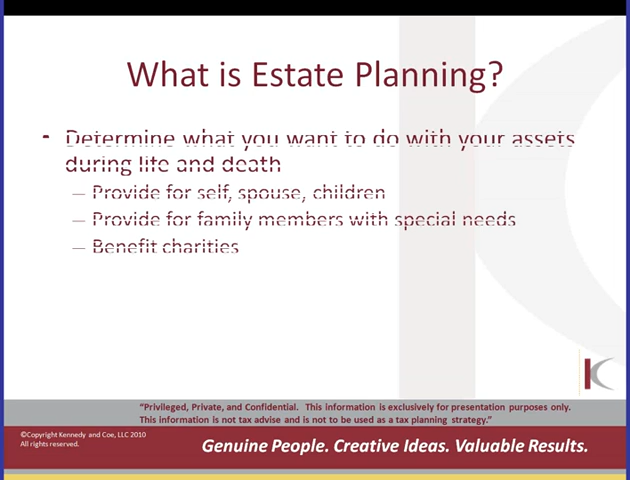 What is Estate Planning?
- Determine what you want to do with your assets
during life and death
– Provide for self, spouse, children
– Provide for family members with special needs
– Benefit charities
"Privileged, Private, and Confidential. This information is exclusively for presentation purposes only.
This information is not tax advise and is not to be used as a tax planning strategy."
©Copyright Kennedy and Coe, LLC 2010
All rights reserved.
Genuine People. Creative Ideas. Valuable Results.